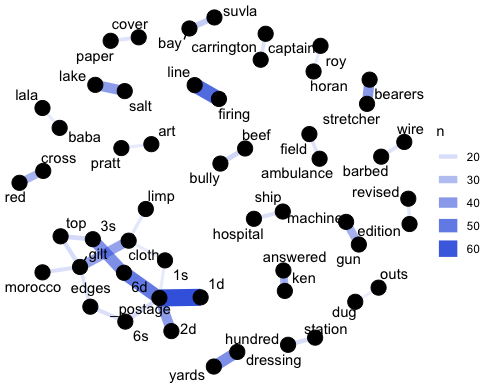 cover
suvla
paper
bay
carrington
captain
roy
horan
lake
salt
line
firing
bearers
stretcher
lala
baba
art
pratt
beef
bully
field
ambulance
wire
barbed
n
20
30
40
50
60
cross
red
limp
ship
hospital
machine
gun
revised
edition
top
3s
gilt
cloth
morocco
edges
6d
1s
1d
_postage
6s
2d
answered
ken
outs
dug
station
hundred
dressing
yards